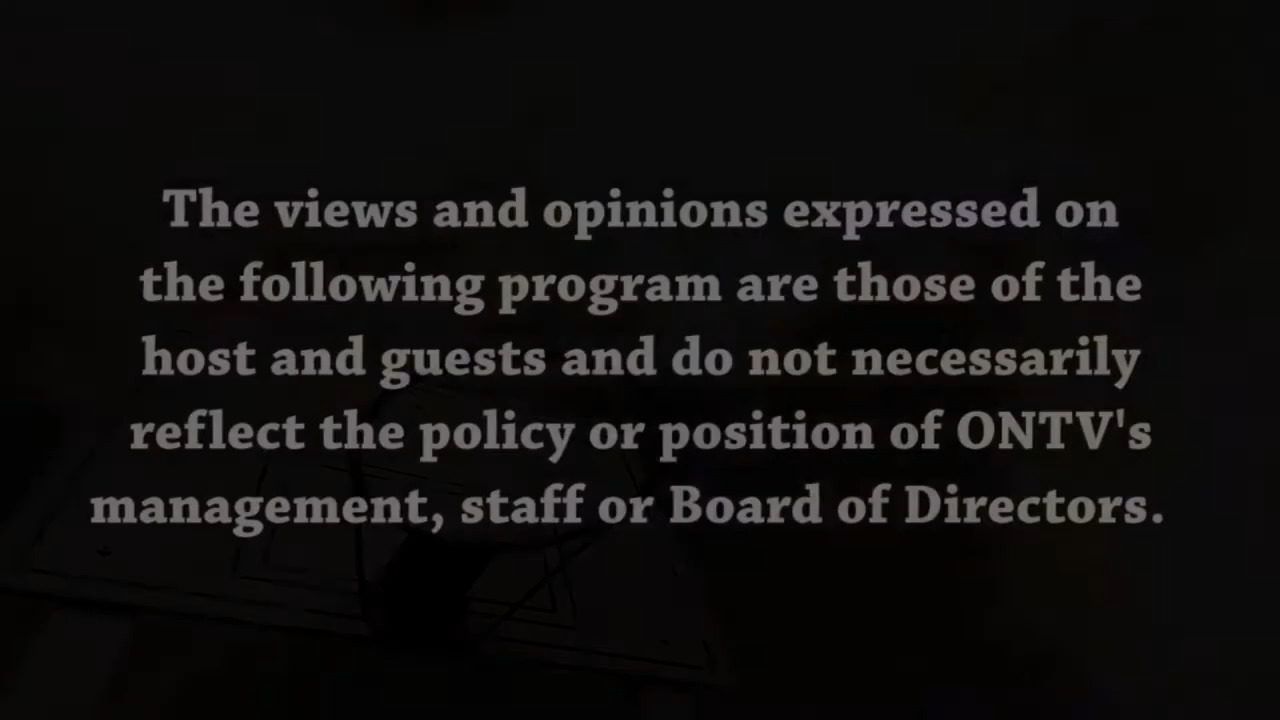 The views and opinions expressed on
the following program are those of the
host and guests and do not necessarily
reflect the policy or position of ONTV's
management, staff or Board of Directors.